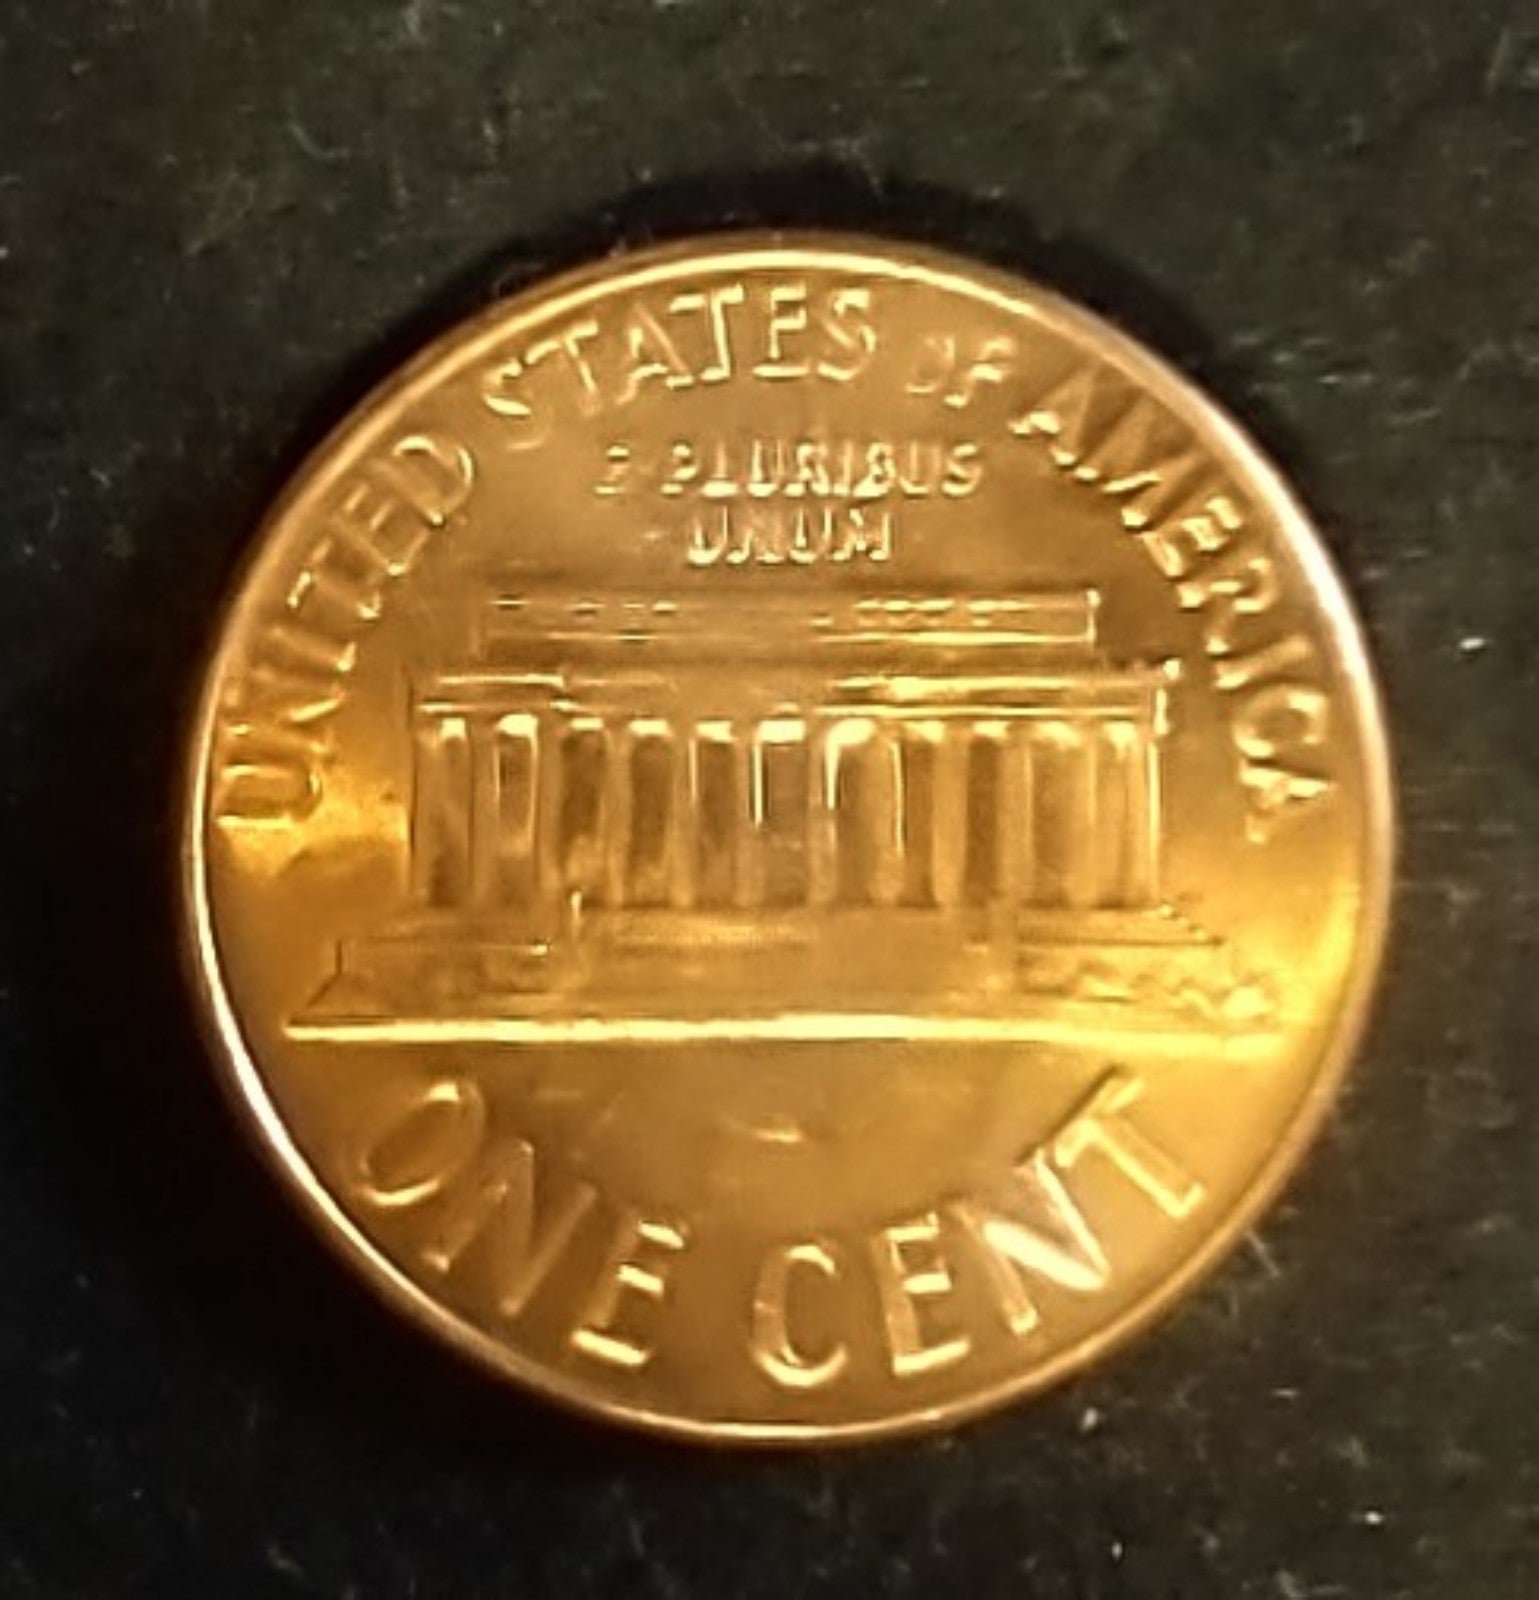 UNITED STATES OF AMERICA
E PLURIBUS
UNUM
ONE CENT